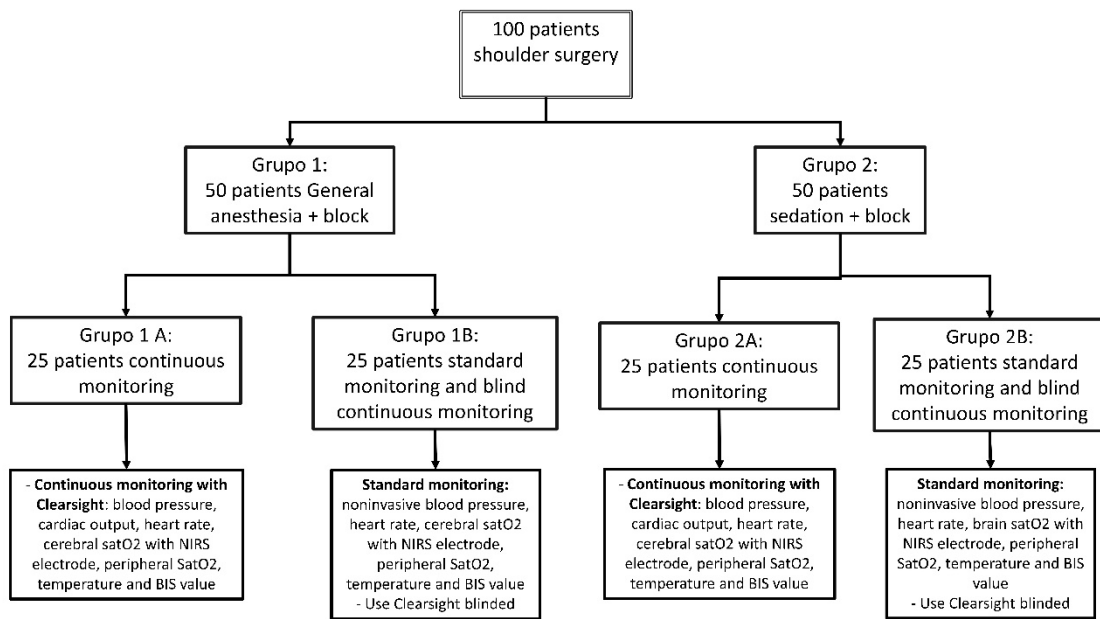 100 patients
shoulder surgery
Grupo 1:
50 patients General
anesthesia + block
Grupo 2:
50 patients
sedation + block
Grupo 1 A:
25 patients continuous
monitoring
Grupo 1B:
25 patients standard
monitoring and blind
continuous monitoring
Grupo 2A:
25 patients continuous
monitoring
Grupo 2B:
25 patients standard
monitoring and blind
continuous monitoring
- Continuous monitoring with
Clearsight: blood pressure,
cardiac output, heart rate,
cerebral satO2 with NIRS
electrode, peripheral SatO2,
temperature and BIS value
Standard monitoring:
noninvasive blood pressure,
heart rate, cerebral satO2
with NIRS electrode,
peripheral SatO2,
temperature and BIS value
- Use Clearsight blinded
- Continuous monitoring with
Clearsight: blood pressure,
cardiac output, heart rate,
cerebral satO2 with NIRS
electrode, peripheral SatO2,
temperature and BIS value
Standard monitoring:
noninvasive blood pressure,
heart rate, brain satO2 with
NIRS electrode, peripheral
SatO2, temperature and BIS
value
- Use Clearsight blinded